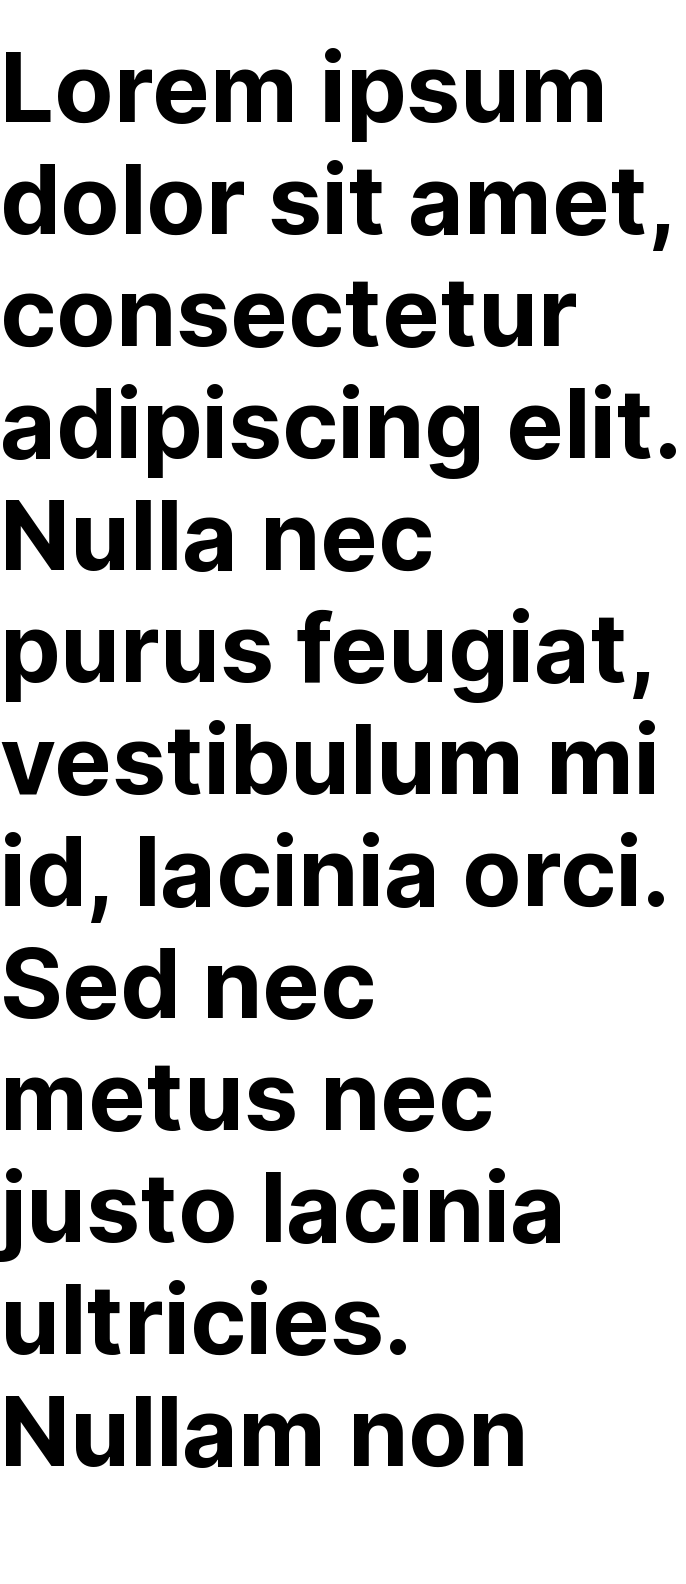 Lorem ipsum
dolor sit amet,
consectetur
adipiscing elit.
Nulla nec
purus feugiat,
vestibulum mi
id, lacinia orci.
Sed nec
metus nec
justo lacinia
ultricies.
Nullam non